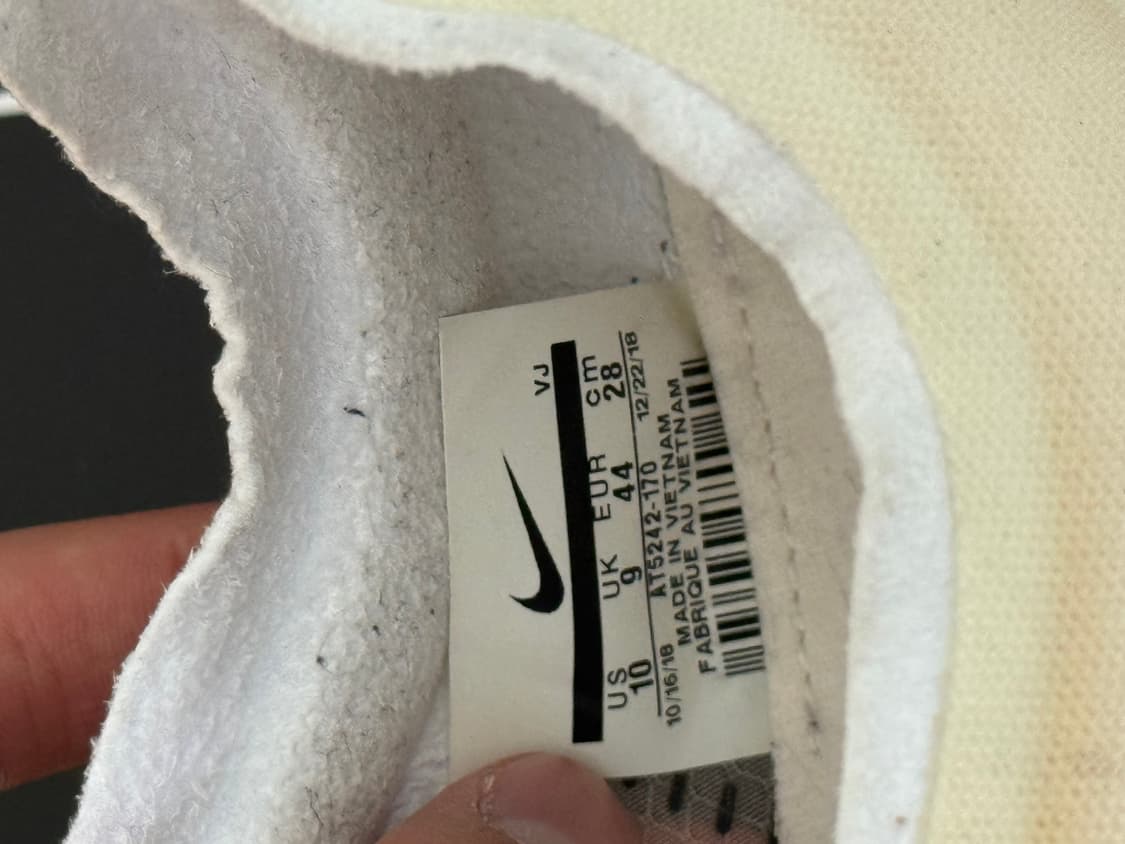 VJ
US UK EUR cm
10 9 44 28
10/16/18 AT5242-170 12/22/18
MADE IN VIETNAM
FABRIQUE AU VIETNAM